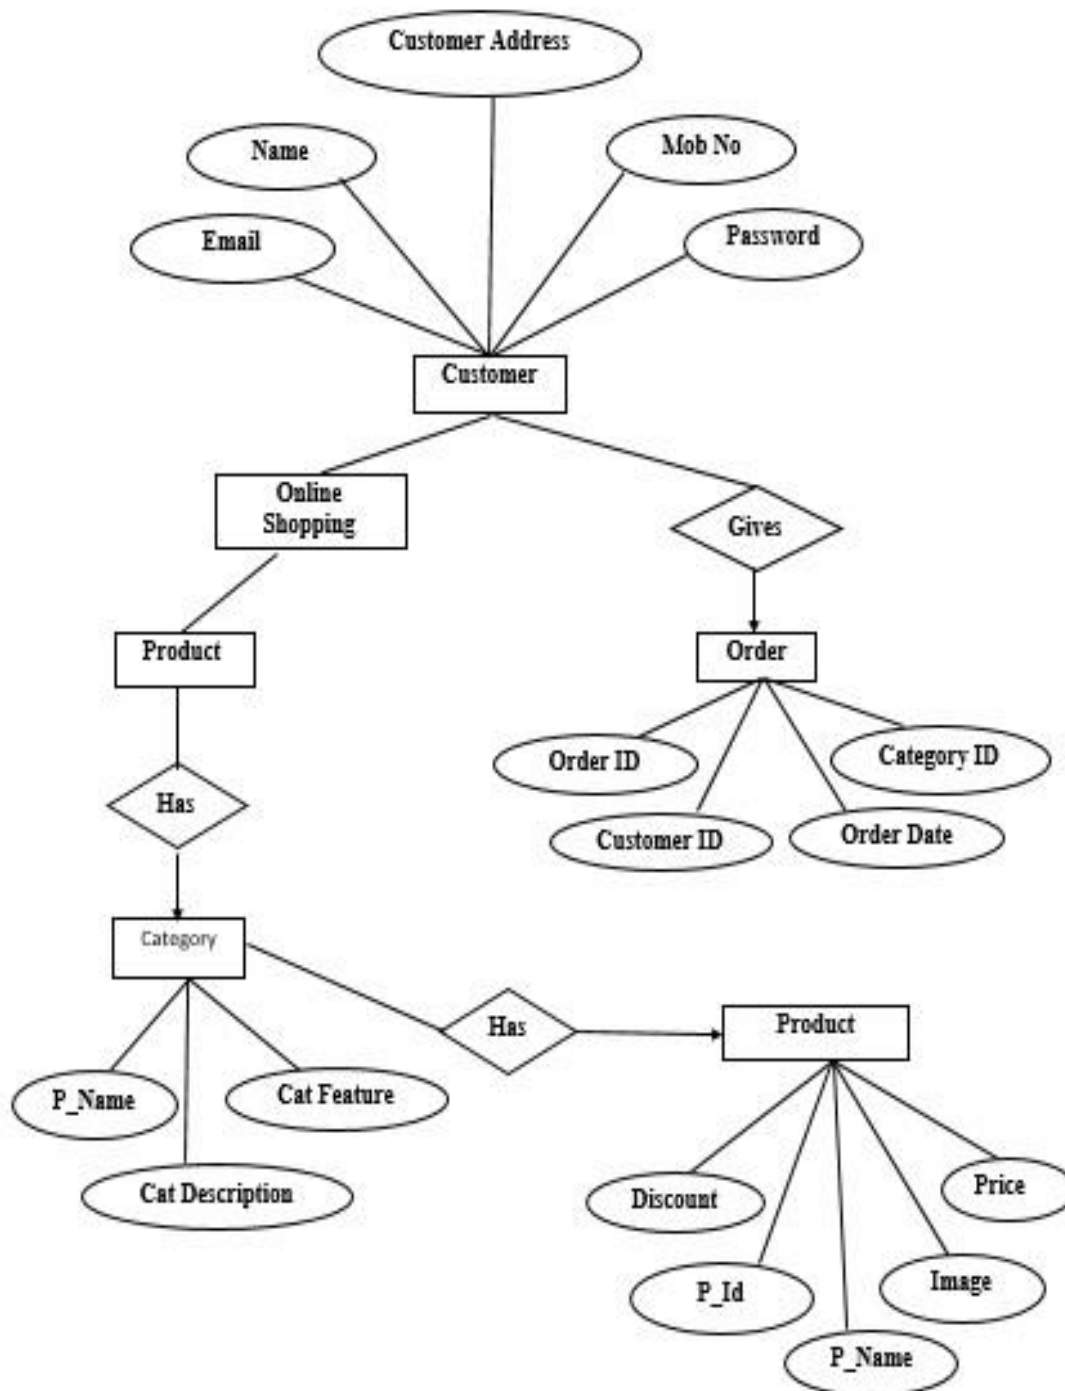 Customer Address
Name
Mob No
Email
Password
Customer
Online
Shopping
Gives
Product
Order
Order ID
Category ID
Has
Customer ID
Order Date
Category
Has
Product
P_Name
Cat Feature
Cat Description
Discount
Price
P_Id
Image
P_Name